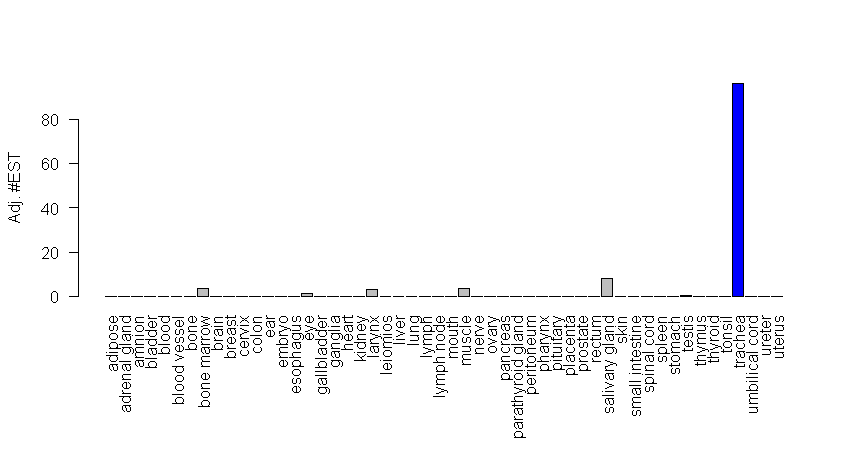 Adj. #EST
80
60
40
20
0
adipose
adrenal gland
amnion
bladder
blood
blood vessel
bone
bone marrow
brain
breast
cervix
colon
ear
embryo
esophagus
eye
gallbladder
ganglia
heart
kidney
larynx
leiomios
liver
lung
lymph
lymph node
mouth
muscle
nerve
ovary
pancreas
parathyroid gland
peritoneum
pharynx
pituitary
placenta
prostate
rectum
salivary gland
skin
small intestine
spinal cord
spleen
stomach
testis
thymus
thyroid
tonsil
trachea
umbilical cord
ureter
uterus